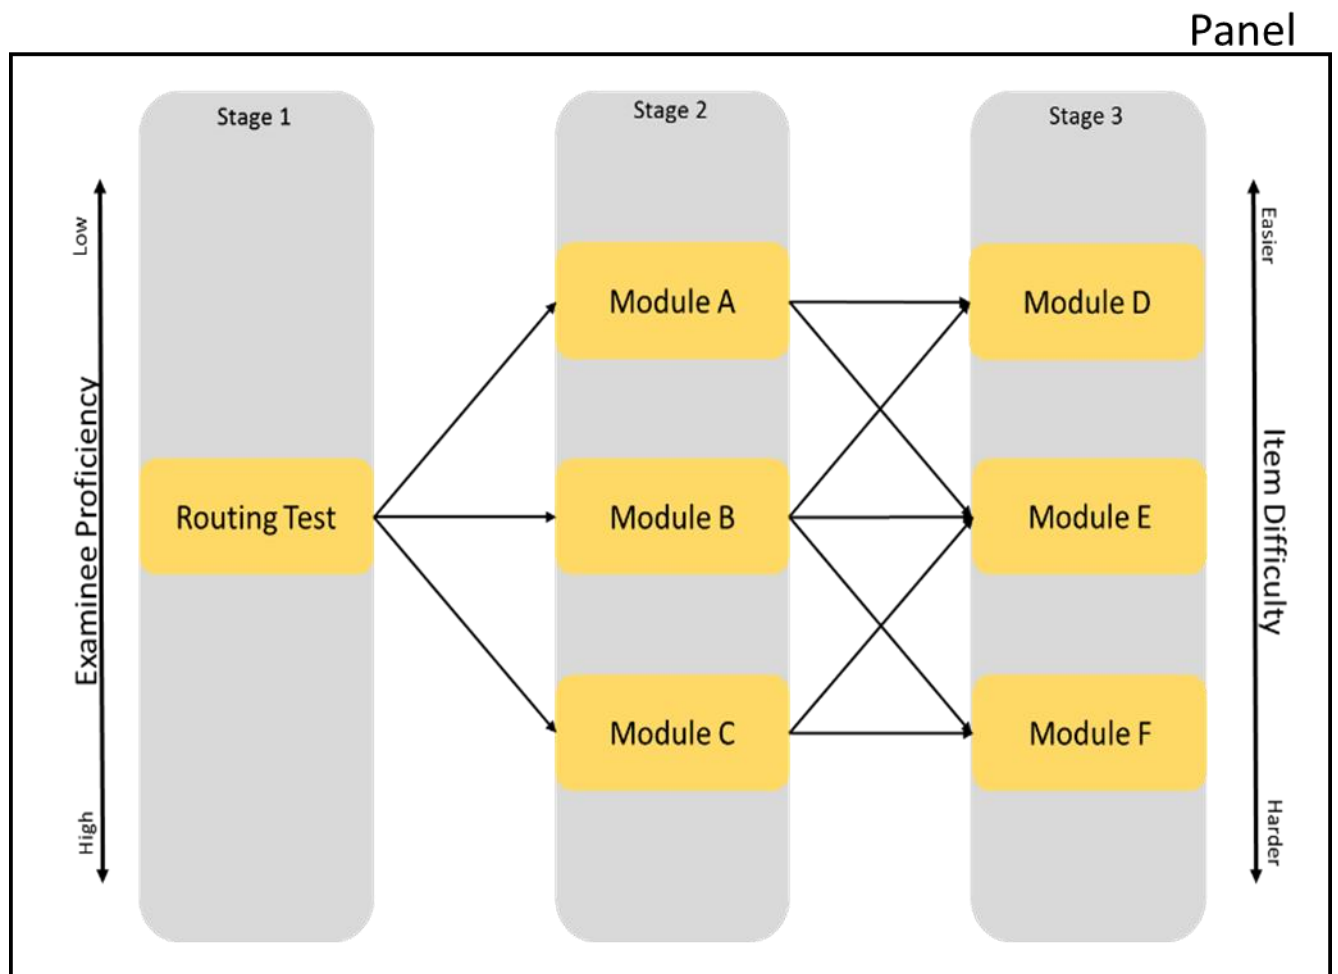 Panel
Stage 1
Stage 2
Stage 3
Low
Examinee Proficiency
High
Routing Test
Module A
Module B
Module C
Module D
Module E
Module F
Easier
Item Difficulty
Harder